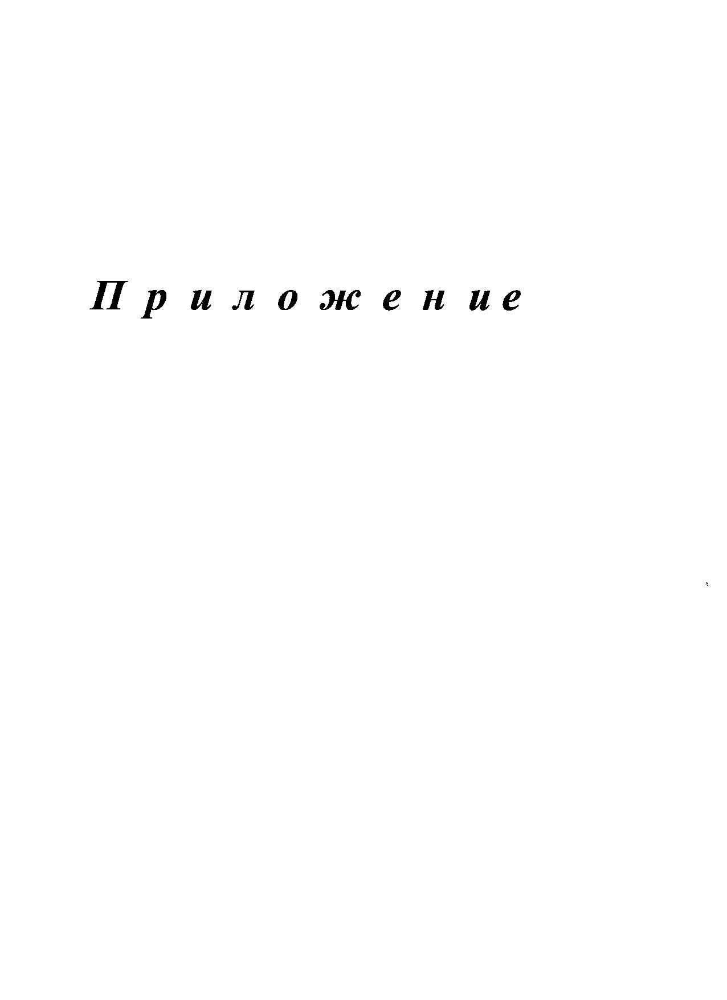 П р и л о ж е н и е